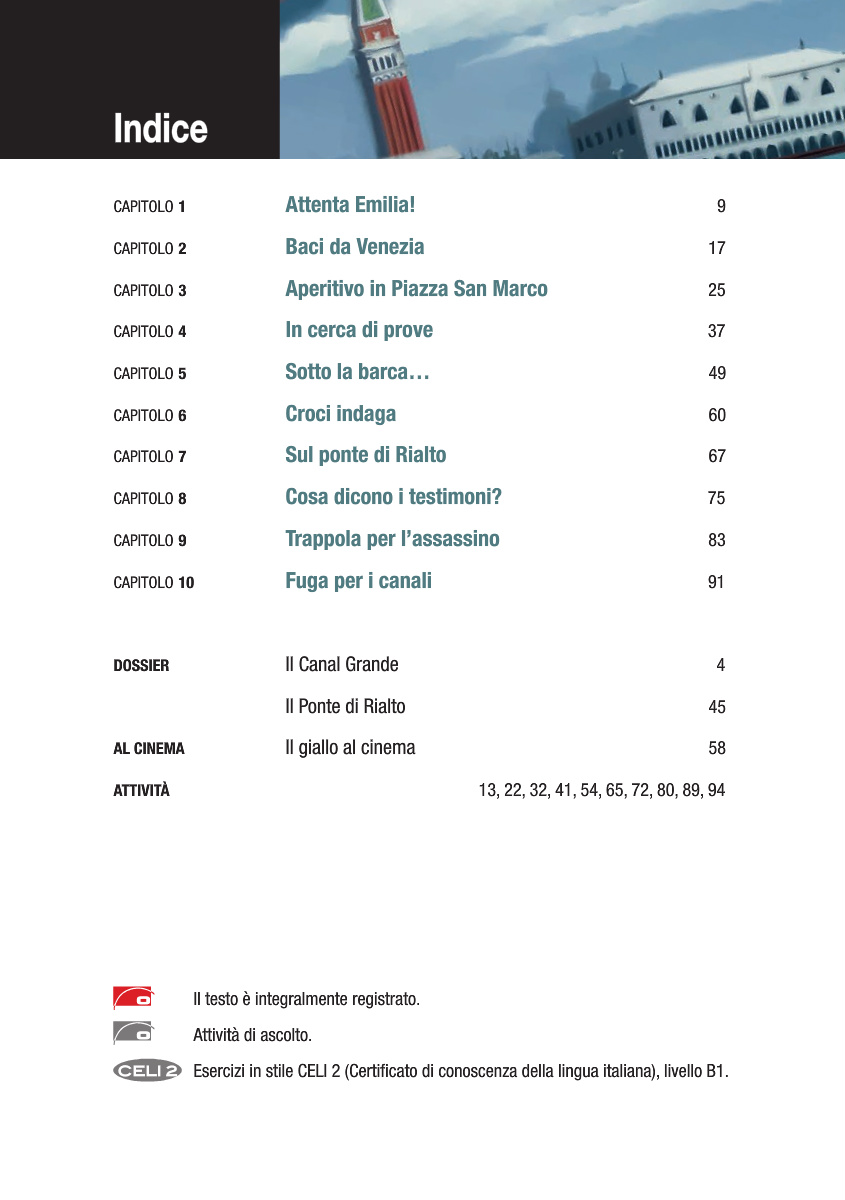 Indice
CAPITOLO 1 Attenta Emilia! 9
CAPITOLO 2 Baci da Venezia 17
CAPITOLO 3 Aperitivo in Piazza San Marco 25
CAPITOLO 4 In cerca di prove 37
CAPITOLO 5 Sotto la barca... 49
CAPITOLO 6 Croci indaga 60
CAPITOLO 7 Sul ponte di Rialto 67
CAPITOLO 8 Cosa dicono i testimoni? 75
CAPITOLO 9 Trappola per l’assassino 83
CAPITOLO 10 Fuga per i canali 91
DOSSIER Il Canal Grande 4
Il Ponte di Rialto 45
AL CINEMA Il giallo al cinema 58
ATTIVITÀ 13, 22, 32, 41, 54, 65, 72, 80, 89, 94
Il testo è integralmente registrato.
Attività di ascolto.
CELI 2 Esercizi in stile CELI 2 (Certificato di conoscenza della lingua italiana), livello B1.